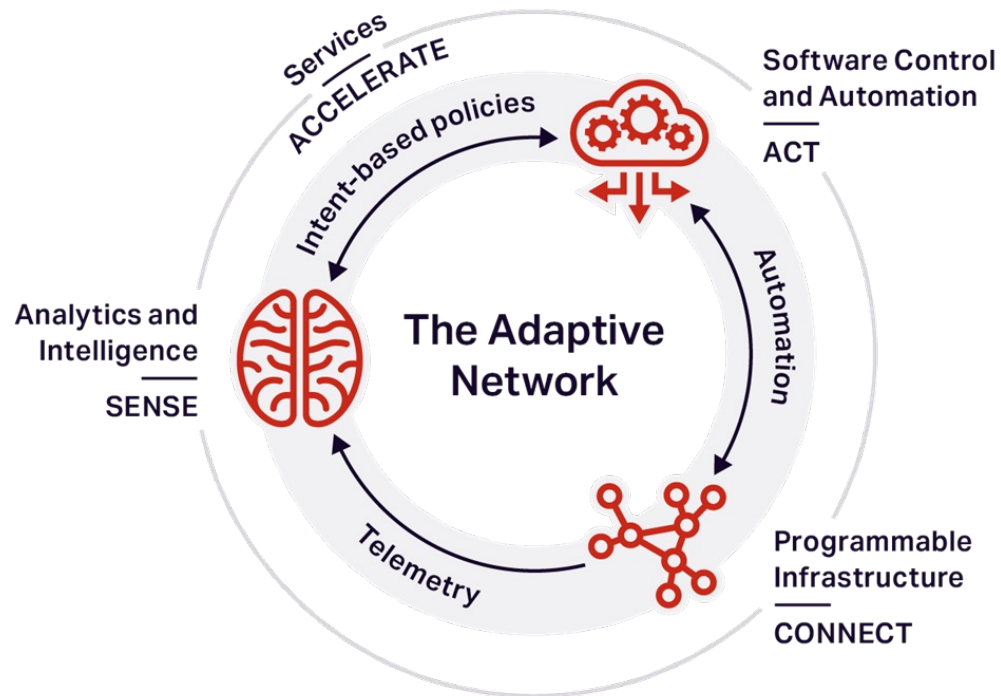 Services
ACCELERATE
Intent-based policies
Software Control
and Automation
ACT
Automation
Analytics and
Intelligence
SENSE
The Adaptive
Network
Telemetry
Programmable
Infrastructure
CONNECT